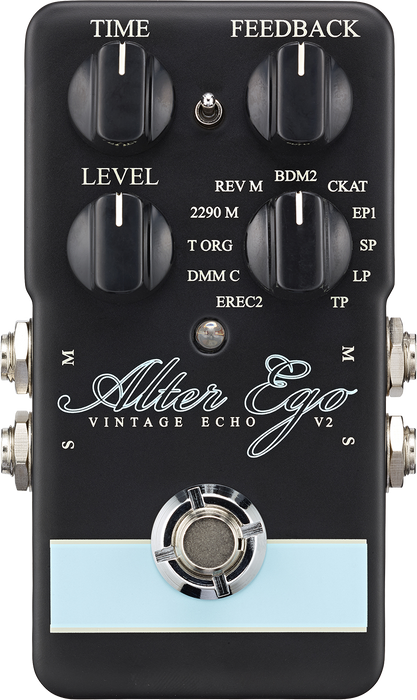 TIME FEEDBACK
LEVEL
BDM2
REV M CKAT
2290 M EP1
T ORG SP
DMM C LP
EREC2 TP
M M
Alter Ego
VINTAGE ECHO V2
S S